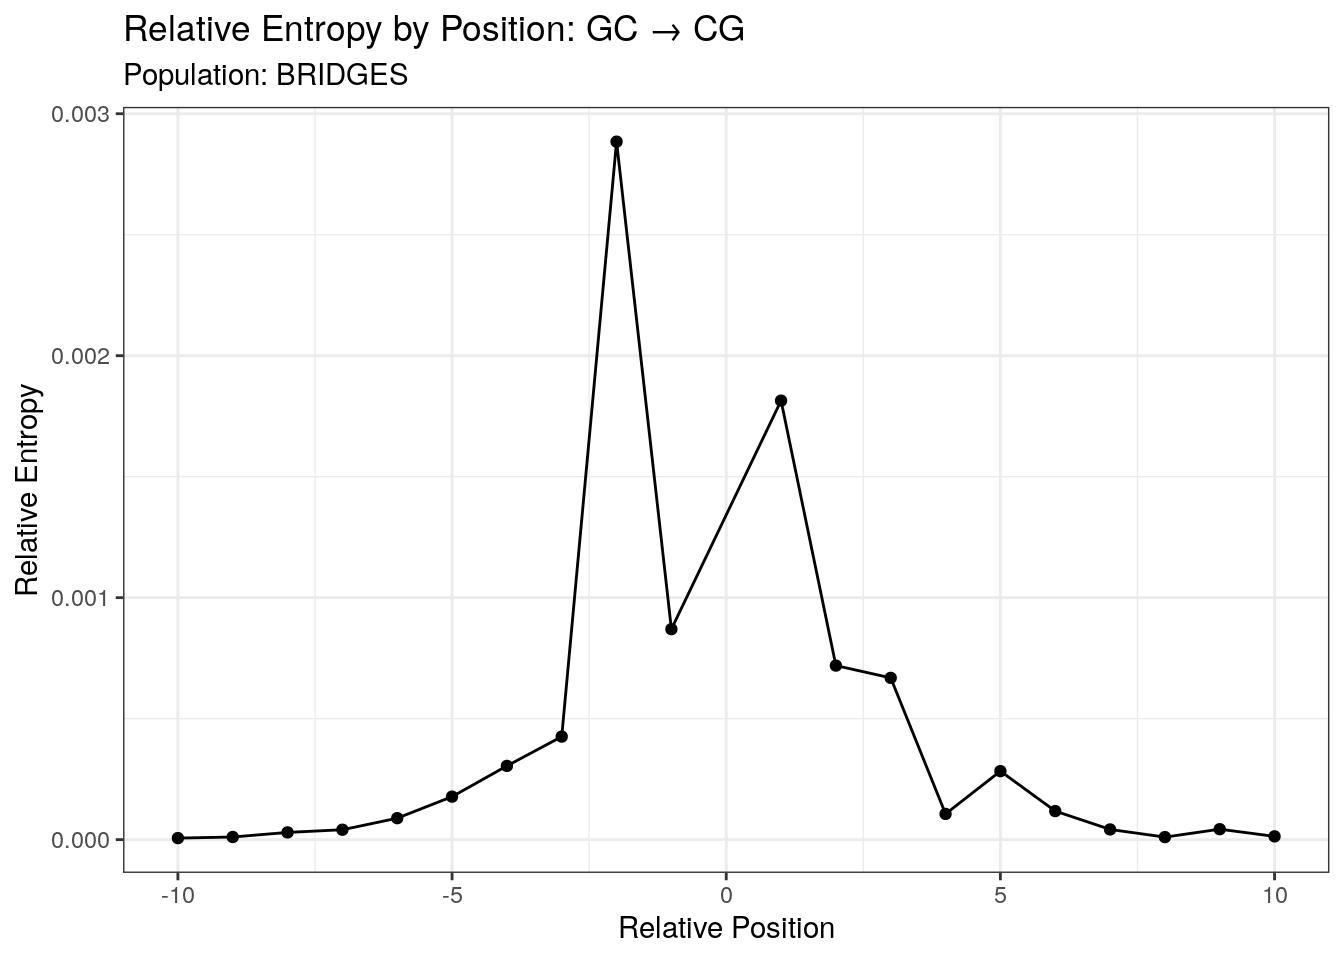 Relative Entropy by Position: GC → CG
Population: BRIDGES
0.003
0.002
0.001
0.000
Relative Entropy
-10
-5
0
5
10
Relative Position